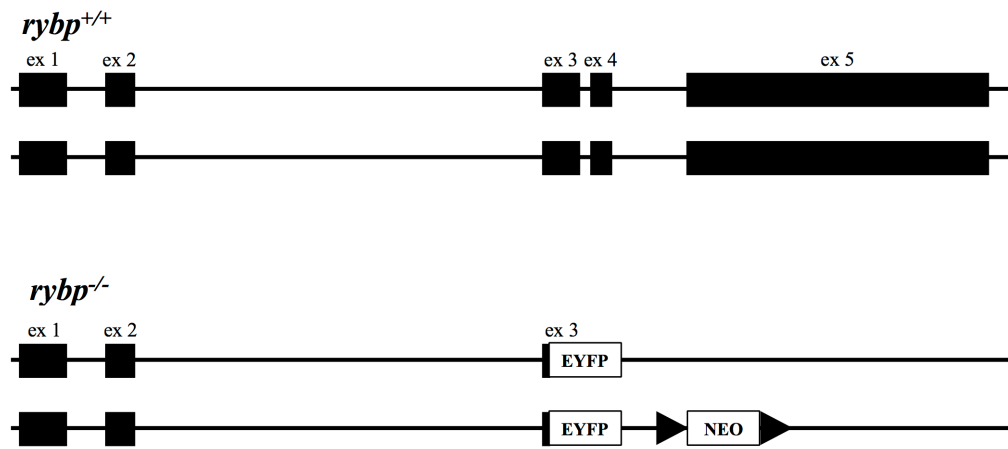 rybp+/+
ex 1 ex 2 ex 3 ex 4 ex 5
rybp-/-
ex 1 ex 2 ex 3
EYFP
EYFP NEO